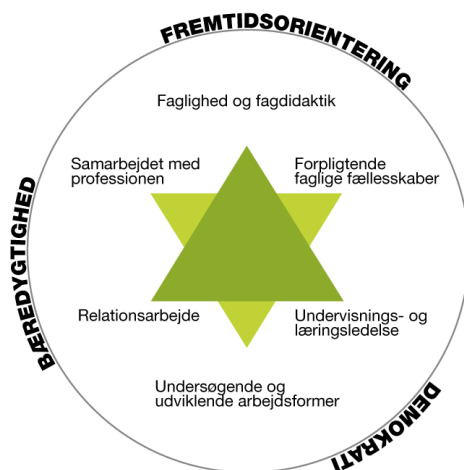 FREMTIDSORIENTERING
Faglighed og fagdidaktik
Samarbejdet med
professionen
Forpligtende
faglige fællesskaber
BÆREDYGTIGHED
Relationsarbejde
Undervisnings- og
læringsledelse
Undersøgende og
udviklende arbejdsformer
DEMOKRATI